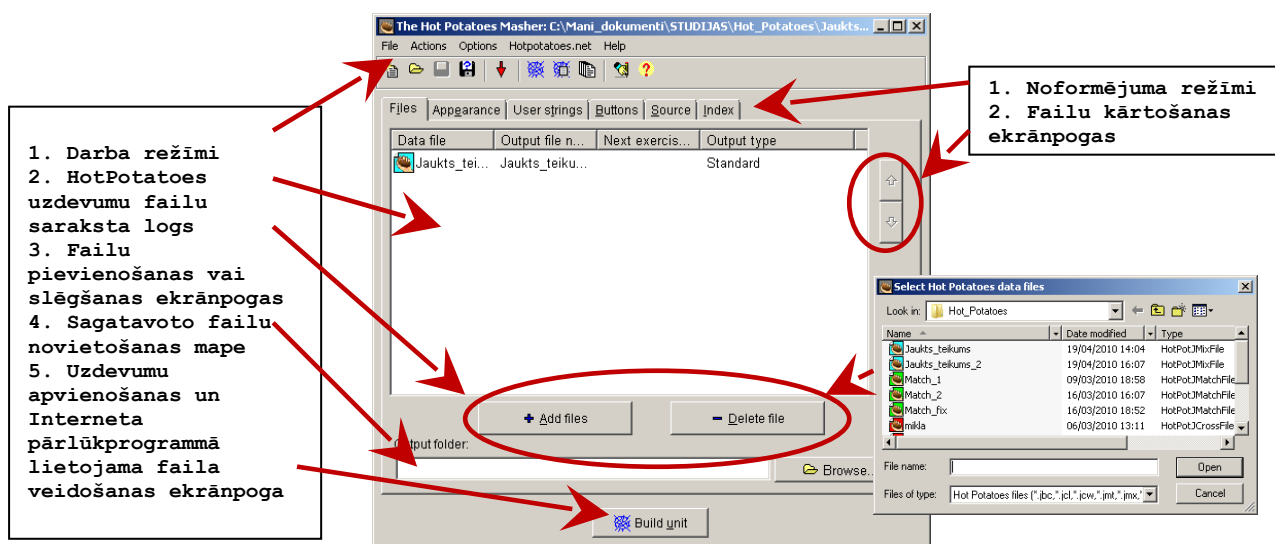 The Hot Potatoes Masher: C:\Mani_dokumenti\STUDIJAS\Hot_Potatoes\Jaukts...
File Actions Options Hotpotatoes.net Help
Files Appearance User strings Buttons Source Index
Data file Output file n... Next exercis... Output type
Jaukts_tei... Jaukts_teiku... Standard
Add files Delete file
Output folder:
Browse..
Build unit
1. Darba režīmi
2. HotPotatoes
uzdevumu failu
saraksta logs
3. Failu
pievienošanas vai
slēgšanas ekrānpogas
4. Sagatavoto failu
novietošanas mape
5. Uzdevumu
apvienošanas un
Interneta
pārlūkprogrammā
lietojama faila
veidošanas ekrānpoga
1. Noformējuma režīmi
2. Failu kārtošanas
ekrānpogas
Select Hot Potatoes data files
Look in: Hot_Potatoes
Name Date modified Type
Jaukts_teikums 19/04/2010 14:04 HotPotJMixFile
Jaukts_teikums_2 19/04/2010 16:07 HotPotJMixFile
Match_1 09/03/2010 18:58 HotPotJMatchFile
Match_2 16/03/2010 16:07 HotPotJMatchFile
Match_fix 16/03/2010 18:52 HotPotJMatchFile
mikla 06/03/2010 13:11 HotPotJCrossFile
File name: Open
Files of type: Hot Potatoes files (*.jbc,*.jcl,*.jcw,*.jmt,*.jmx,* Cancel